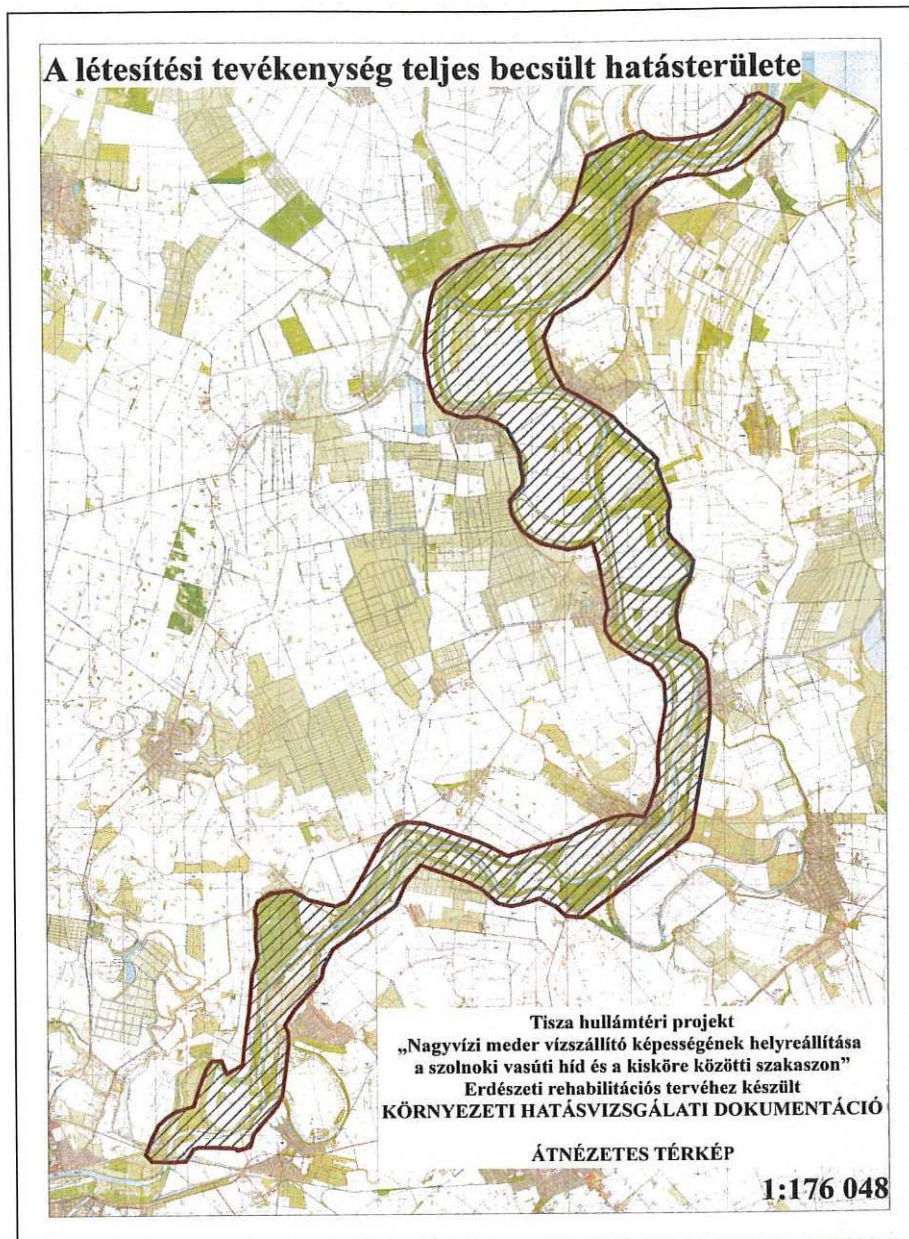 A létesítési tevékenység teljes becsült hatásterülete
Tisza hullámtéri projekt
„Nagyvízi meder vízszállító képességének helyreállítása
a szolnoki vasúti híd és a kisköre közötti szakaszon”
Erdészeti rehabilitációs tervéhez készült
KÖRNYEZETI HATÁSVIZSGÁLATI DOKUMENTÁCIÓ
ÁTNÉZETES TÉRKÉP
1:176 048